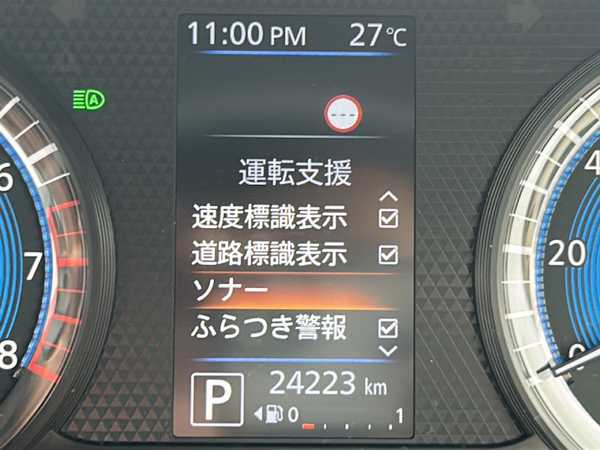 11:00 PM 27℃
A
---
運転支援
速度標識表示
道路標識表示
ソナー
ふらつき警報
P 24223 km
0 1
6
7
8
4
20
0